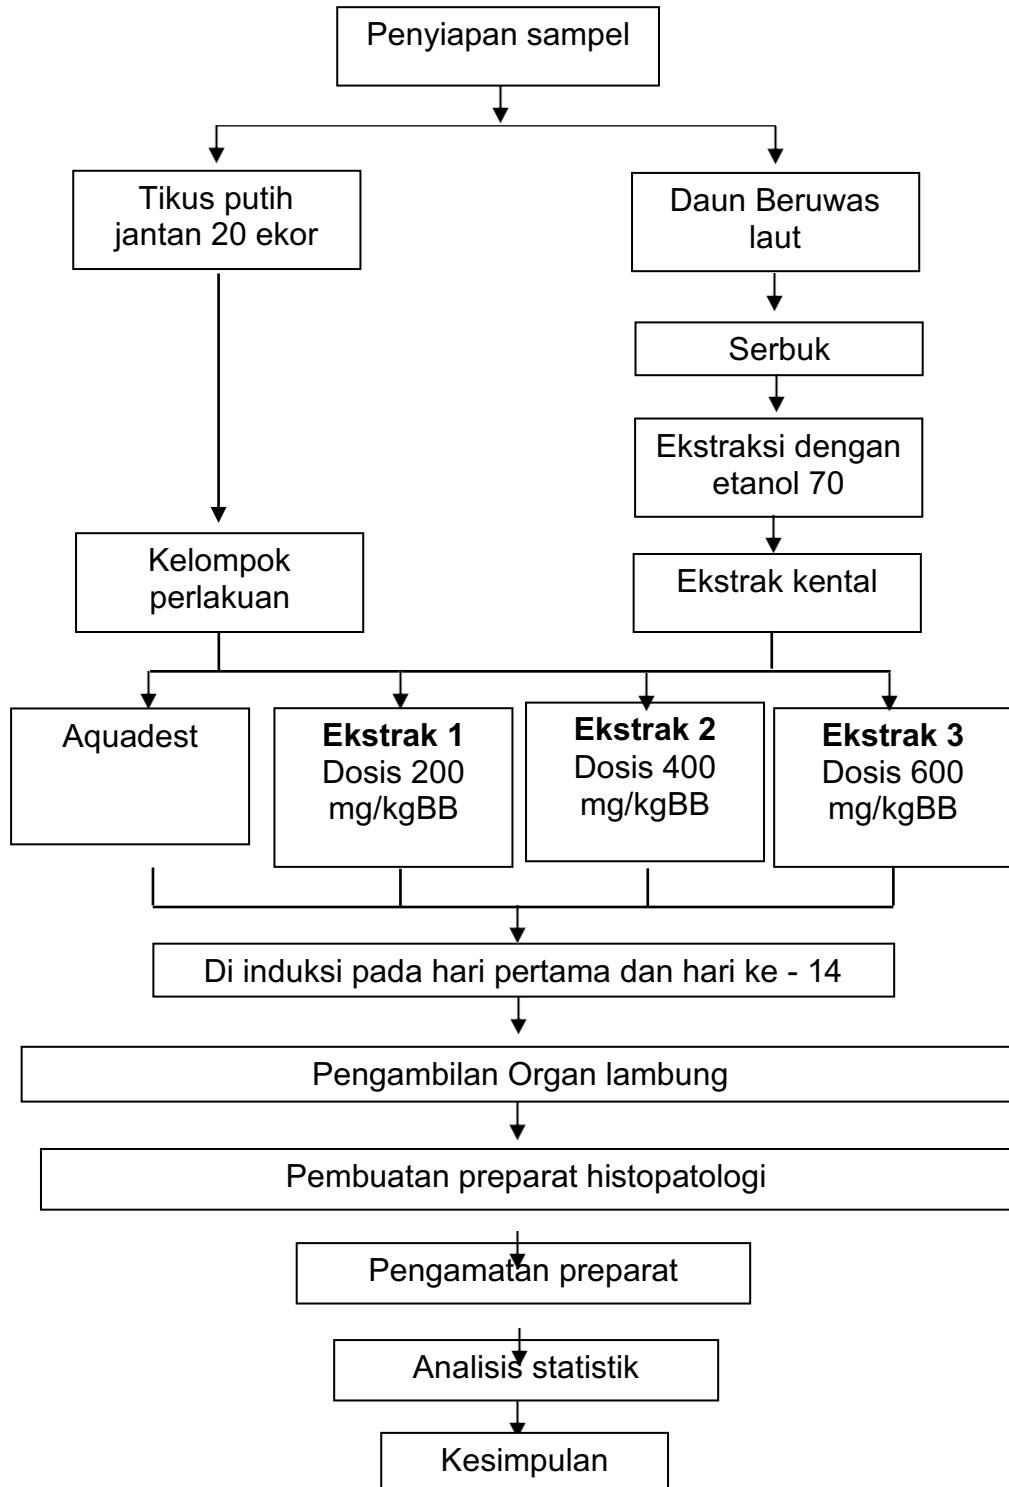 Penyiapan sampel
Tikus putih
jantan 20 ekor
Daun Beruwas
laut
Serbuk
Ekstraksi dengan
etanol 70
Kelompok
perlakuan
Ekstrak kental
Aquadest
Ekstrak 1
Dosis 200
mg/kgBB
Ekstrak 2
Dosis 400
mg/kgBB
Ekstrak 3
Dosis 600
mg/kgBB
Di induksi pada hari pertama dan hari ke - 14
Pengambilan Organ lambung
Pembuatan preparat histopatologi
Pengamatan preparat
Analisis statistik
Kesimpulan